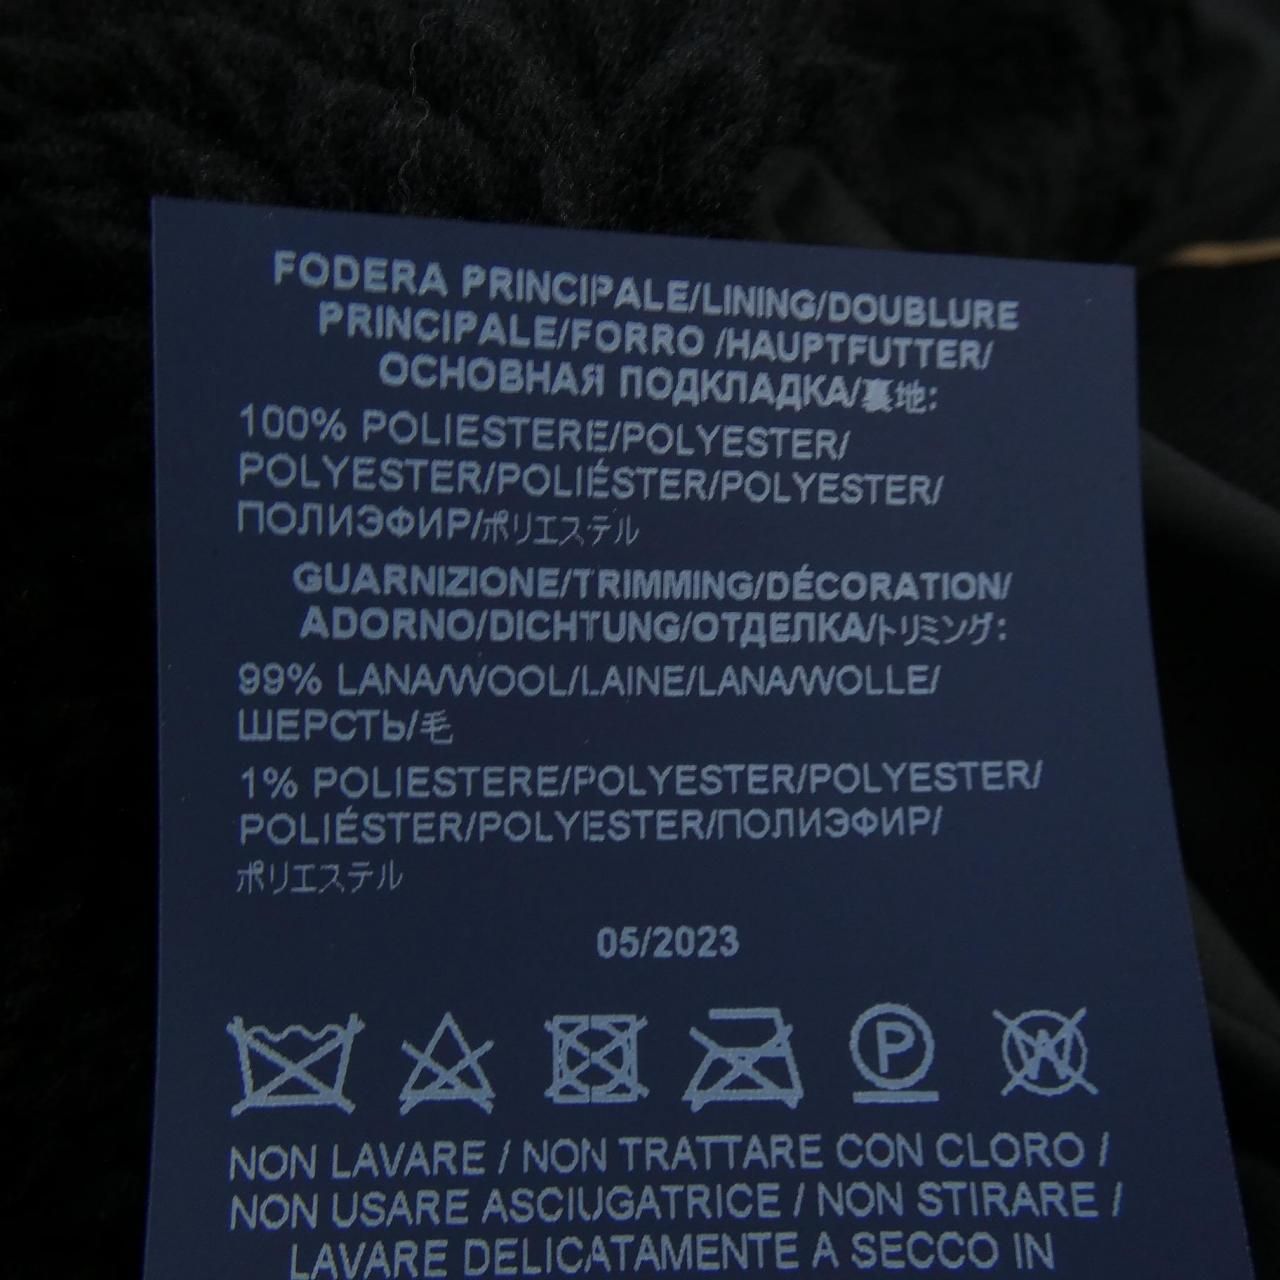 FODERA PRINCIPALE/LINING/DOUBLURE
PRINCIPALE/FORRO /HAUPTFUTTER/
ОСНОВНАЯ ПОДКЛАДКА/裏地:
100% POLIESTERE/POLYESTER/
POLYESTER/POLIÉSTER/POLYESTER/
ПОЛИЭФИР/ポリエステル
GUARNIZIONE/TRIMMING/DÉCORATION/
ADORNO/DICHTUNG/ОТДЕЛКА/トリミング:
99% LANA/WOOL/LAINE/LANA/WOLLE/
ШЕРСТЬ/毛
1% POLIESTERE/POLYESTER/POLYESTER/
POLIÉSTER/POLYESTER/ПОЛИЭФИР/
ポリエステル
05/2023
P W
NON LAVARE / NON TRATTARE CON CLORO /
NON USARE ASCIUGATRICE / NON STIRARE /
LAVARE DELICATAMENTE A SECCO IN